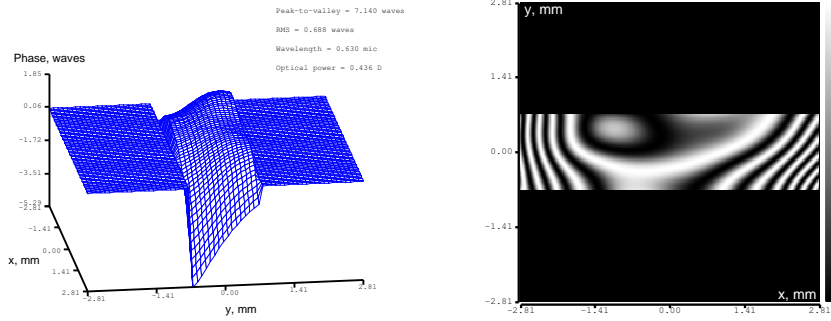 Peak-to-valley = 7.140 waves
RMS = 0.688 waves
Wavelength = 0.630 mic
Optical power = 0.436 D
Phase, waves
1.85
0.06
-1.72
-3.51
-5.29
-2.81
-1.41
0.00
1.41
2.81
x, mm
-2.81
-1.41
0.00
1.41
2.81
y, mm
2.81
1.41
0.00
-1.41
-2.81
y, mm
x, mm
-2.81
-1.41
0.00
1.41
2.81